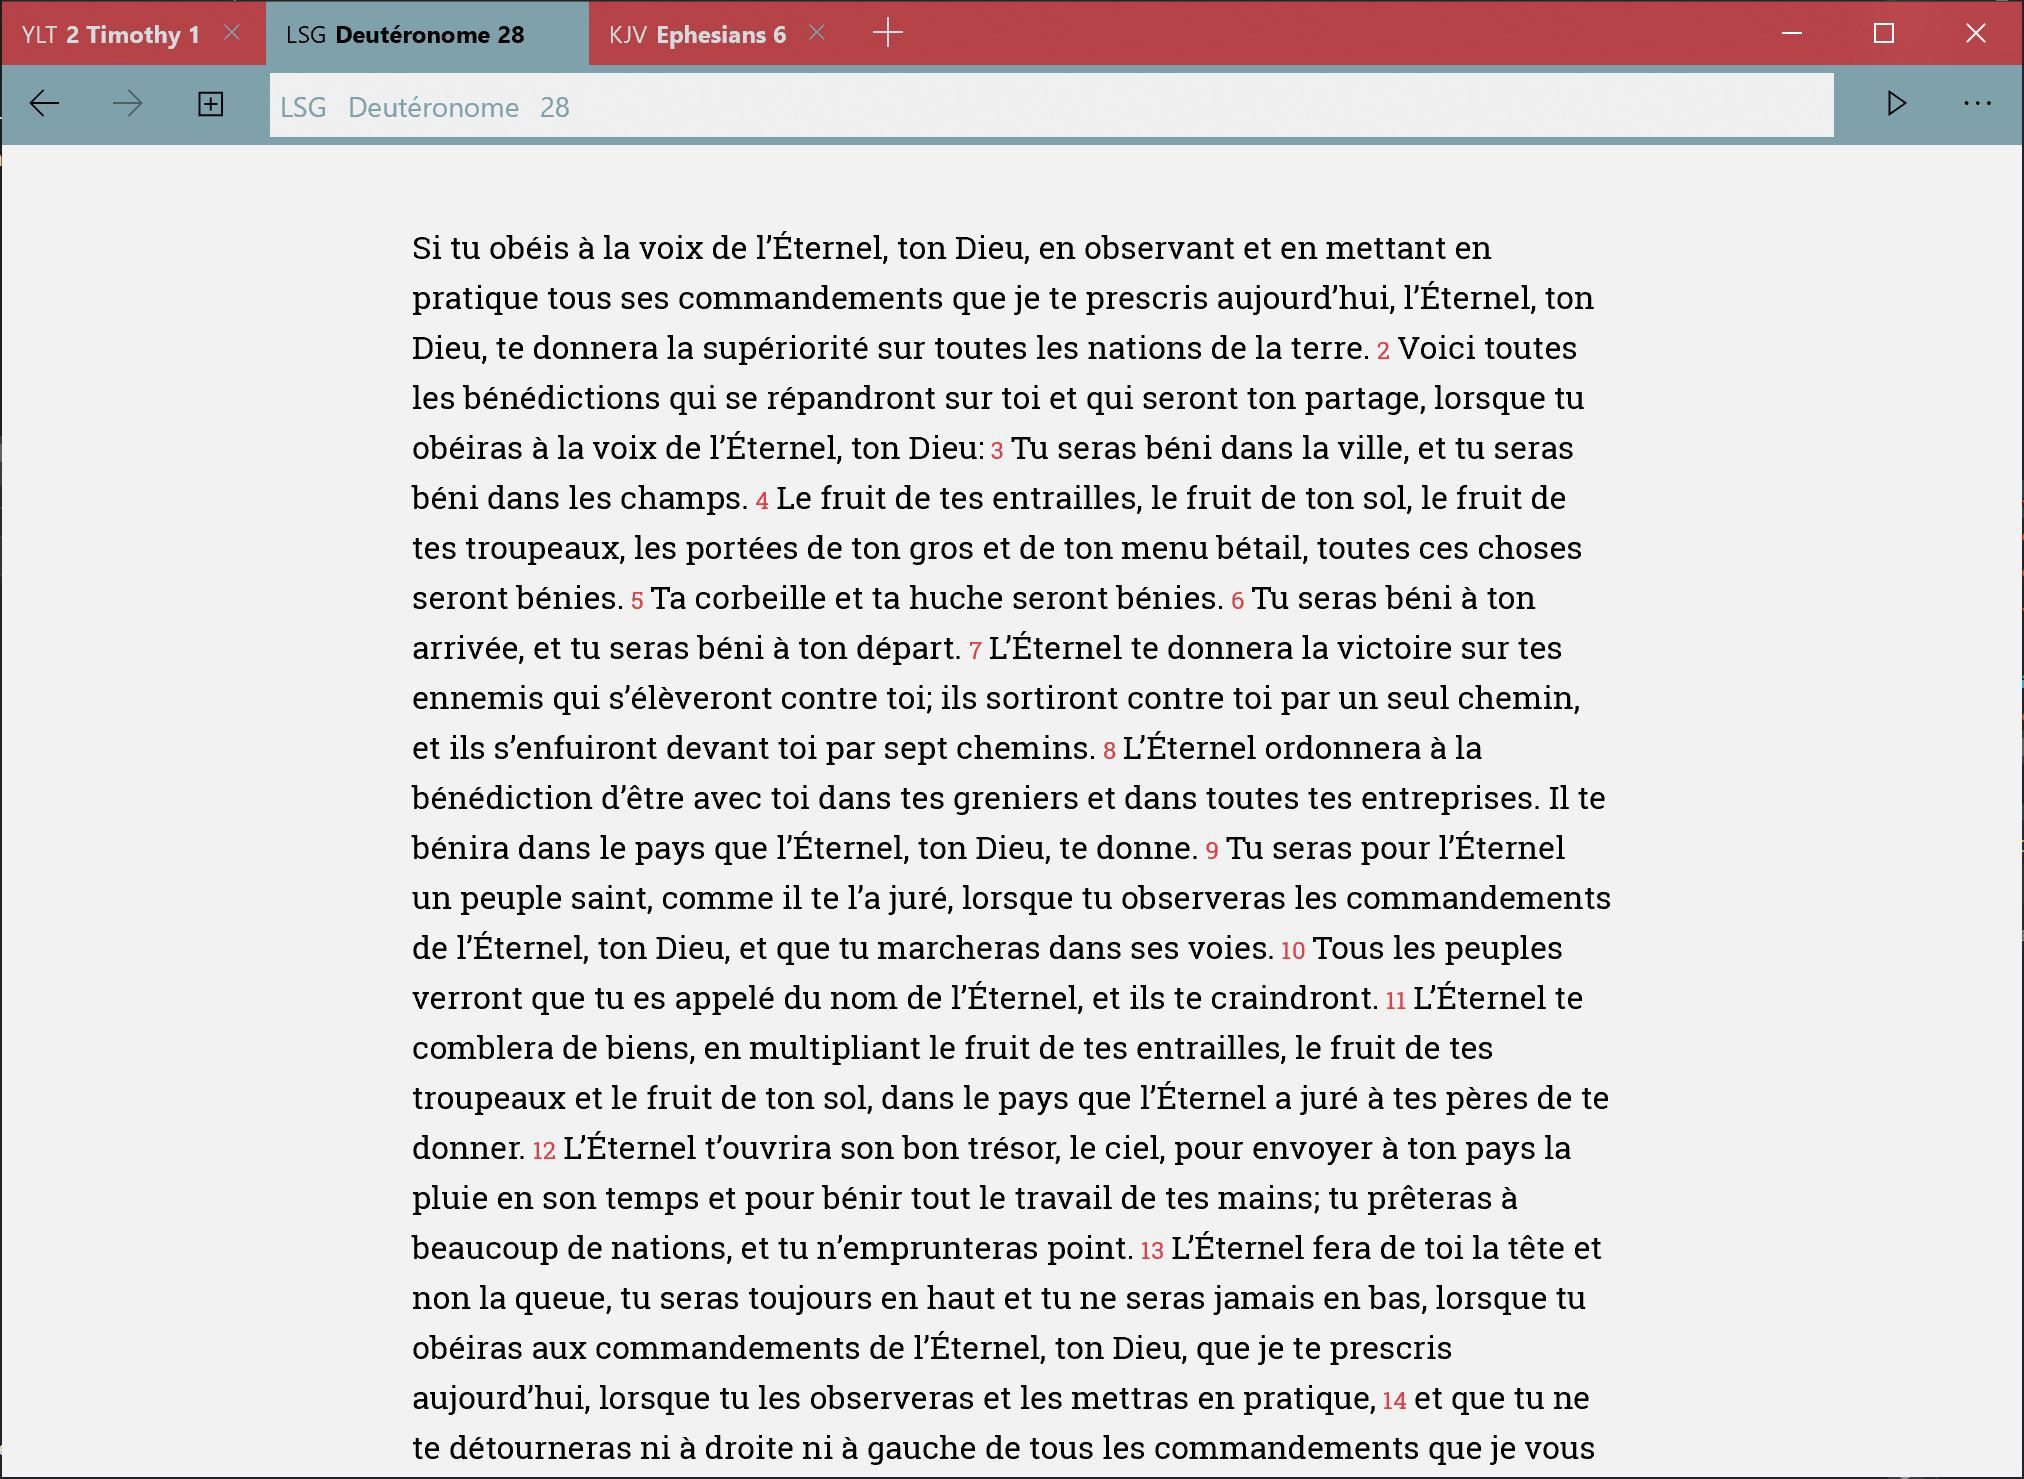 YLT 2 Timothy 1
LSG Deutéronome 28
KJV Ephesians 6
LSG Deutéronome 28
Si tu obéis à la voix de l’Éternel, ton Dieu, en observant et en mettant en
pratique tous ses commandements que je te prescris aujourd’hui, l’Éternel, ton
Dieu, te donnera la supériorité sur toutes les nations de la terre. 2 Voici toutes
les bénédictions qui se répandront sur toi et qui seront ton partage, lorsque tu
obéiras à la voix de l’Éternel, ton Dieu: 3 Tu seras béni dans la ville, et tu seras
béni dans les champs. 4 Le fruit de tes entrailles, le fruit de ton sol, le fruit de
tes troupeaux, les portées de ton gros et de ton menu bétail, toutes ces choses
seront bénies. 5 Ta corbeille et ta huche seront bénies. 6 Tu seras béni à ton
arrivée, et tu seras béni à ton départ. 7 L’Éternel te donnera la victoire sur tes
ennemis qui s’élèveront contre toi; ils sortiront contre toi par un seul chemin,
et ils s’enfuiront devant toi par sept chemins. 8 L’Éternel ordonnera à la
bénédiction d’être avec toi dans tes greniers et dans toutes tes entreprises. Il te
bénira dans le pays que l’Éternel, ton Dieu, te donne. 9 Tu seras pour l’Éternel
un peuple saint, comme il te l’a juré, lorsque tu observeras les commandements
de l’Éternel, ton Dieu, et que tu marcheras dans ses voies. 10 Tous les peuples
verront que tu es appelé du nom de l’Éternel, et ils te craindront. 11 L’Éternel te
comblera de biens, en multipliant le fruit de tes entrailles, le fruit de tes
troupeaux et le fruit de ton sol, dans le pays que l’Éternel a juré à tes pères de te
donner. 12 L’Éternel t’ouvrira son bon trésor, le ciel, pour envoyer à ton pays la
pluie en son temps et pour bénir tout le travail de tes mains; tu prêteras à
beaucoup de nations, et tu n’emprunteras point. 13 L’Éternel fera de toi la tête et
non la queue, tu seras toujours en haut et tu ne seras jamais en bas, lorsque tu
obéiras aux commandements de l’Éternel, ton Dieu, que je te prescris
aujourd’hui, lorsque tu les observeras et les mettras en pratique, 14 et que tu ne
te détourneras ni à droite ni à gauche de tous les commandements que je vous